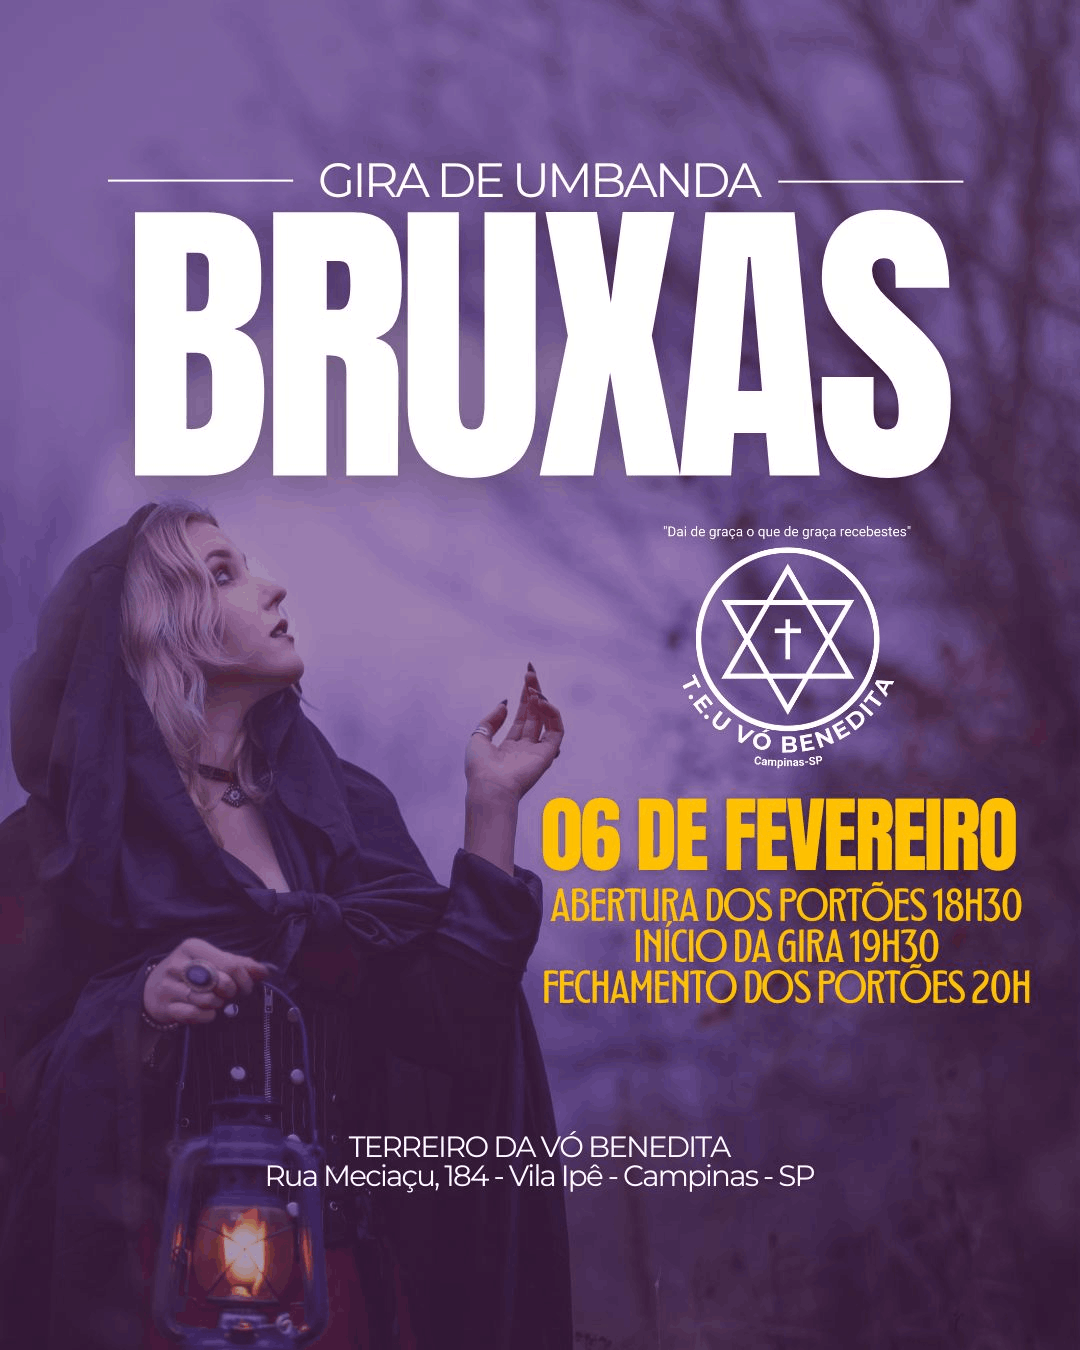 GIRA DE UMBANDA
BRUXAS
"Dai de graça o que de graça recebestes"
T.E.U VÓ BENEDITA
Campinas-SP
06 DE FEVEREIRO
ABERTURA DOS PORTÕES 18H30
INÍCIO DA GIRA 19H30
FECHAMENTO DOS PORTÕES 20H
TERREIRO DA VÓ BENEDITA
Rua Meciaçu, 184 - Vila Ipê - Campinas - SP